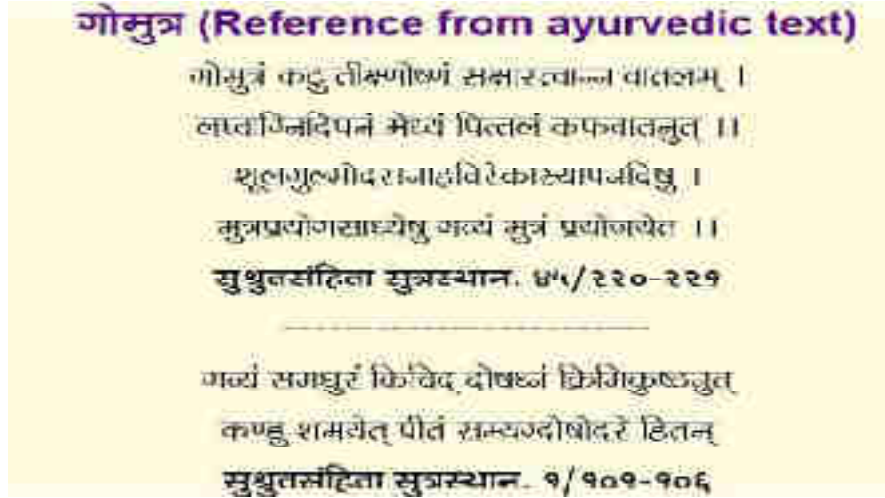 गोमुत्र (Reference from ayurvedic text)
गोमुत्रं कटु तीक्ष्णोष्णं सक्षारत्वान्न वातलम् ।
लघ्वाग्निदिपनं मेध्यं पित्तलं कफवातनुत् ।।
शूलगुल्मोदरानाहविरेकास्थापनदिषु ।
मुत्रप्रयोगसाध्येषु गव्यं मुत्रं प्रयोजयेत ।।
सुश्रुतसंहिता सुत्रस्थान. ४५/२२०-२२१
गव्यं समधुरं किंचिद् दोषघ्नं क्रिमिकुष्ठनुत्
कण्डु शमयेत् पीतं सम्यग्दोषोदरे हितम्
सुश्रुतसंहिता सुत्रस्थान. १/१०१-१०६